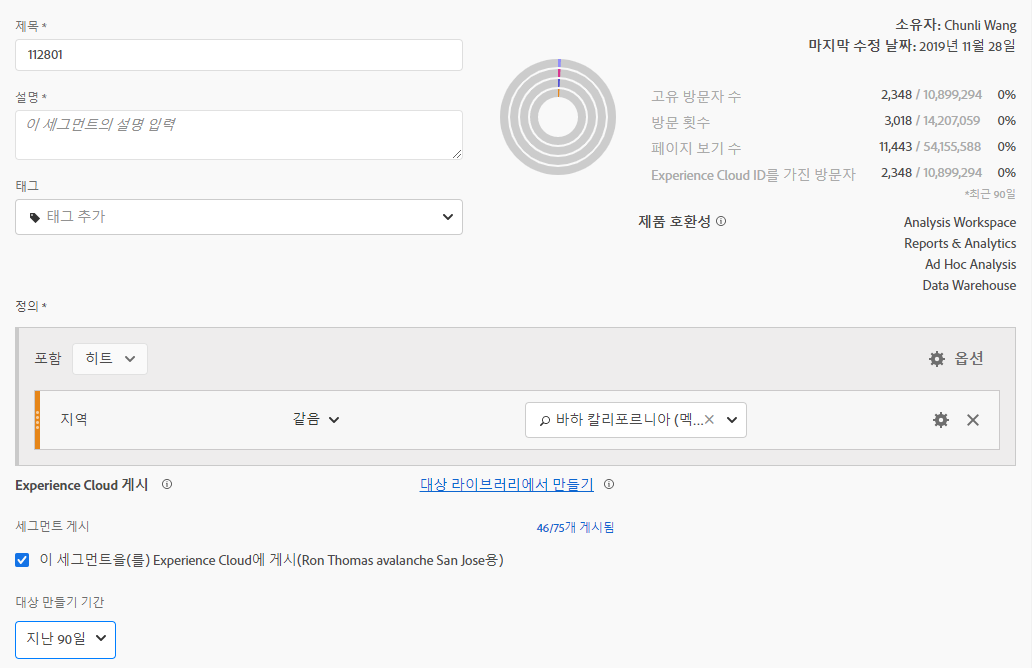 제목 *
112801
설명 *
이 세그먼트의 설명 입력
태그
태그 추가
소유자: Chunli Wang
마지막 수정 날짜: 2019년 11월 28일
고유 방문자 수 2,348 / 10,899,294 0%
방문 횟수 3,018 / 14,207,059 0%
페이지 보기 수 11,443 / 54,155,588 0%
Experience Cloud ID를 가진 방문자 2,348 / 10,899,294 0%
*최근 90일
제품 호환성 Analysis Workspace
Reports & Analytics
Ad Hoc Analysis
Data Warehouse
정의 *
포함 히트 옵션
지역 같음 바하 칼리포르니아 (멕...
Experience Cloud 게시 대상 라이브러리에서 만들기
세그먼트 게시 46/75개 게시됨
이 세그먼트을(를) Experience Cloud에 게시(Ron Thomas avalanche San Jose용)
대상 만들기 기간
지난 90일